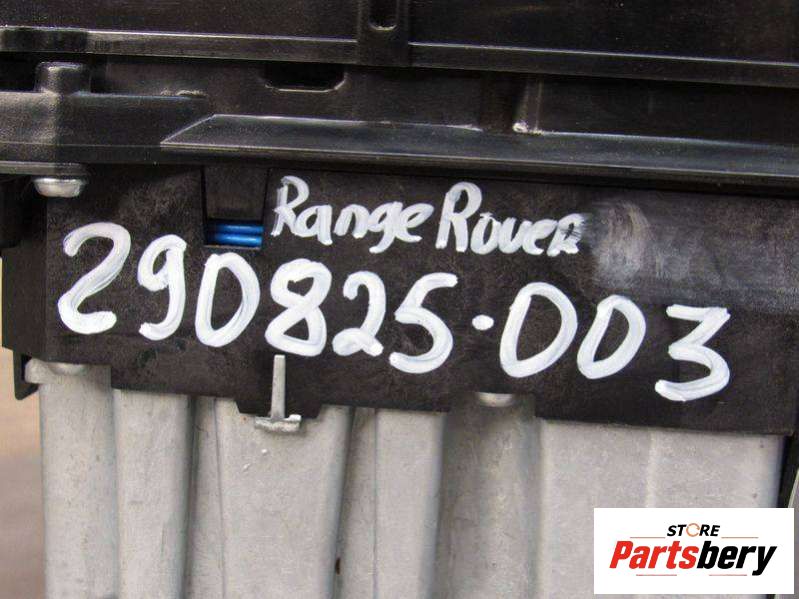 Range Rover
290825.003
STORE
Partsbery